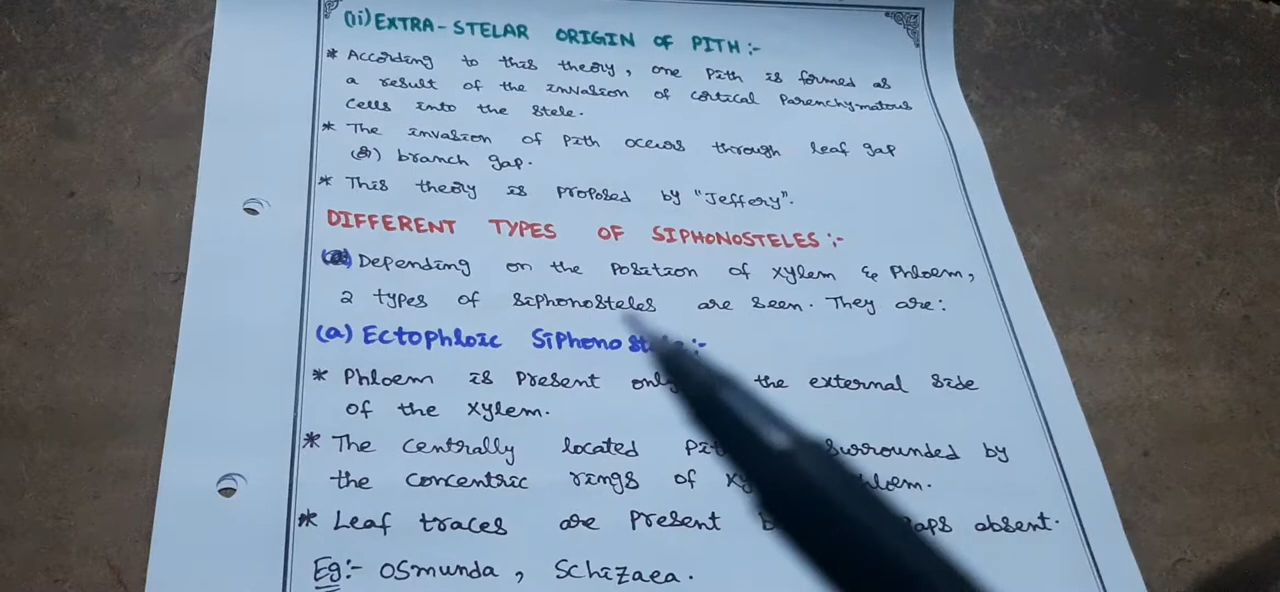 (ii) EXTRA-STELAR ORIGIN OF PITH :-
* According to this theory, one pith is formed as
a result of the invasion of cortical parenchymatous
cells into the stele.
* The invasion of pith occurs through leaf gap
(or) branch gap.
* This theory is proposed by "Jeffery".
DIFFERENT TYPES OF SIPHONOSTELES :-
Depending on the position of xylem & phloem,
2 types of siphonosteles are seen. They are:
(a) Ectophloic Siphonostele :-
* Phloem is present only the external side
of the xylem.
* The centrally located surrounded by
the concentric rings of
* Leaf traces are present absent.
Eg:- Osmunda, Schizaea.